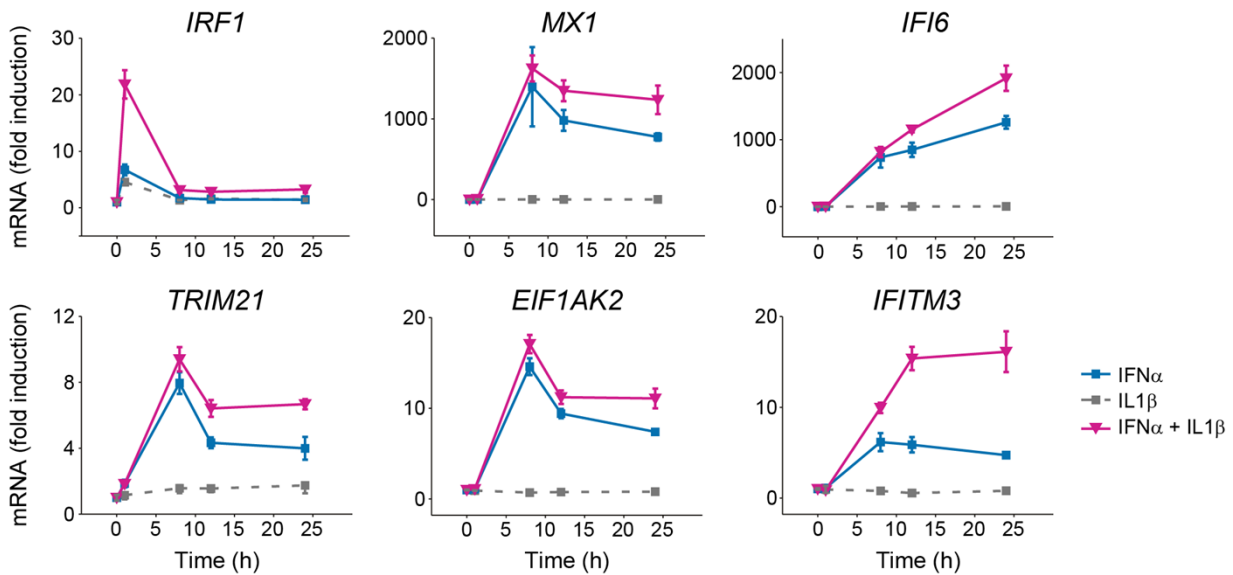 IRF1
MX1
IFI6
mRNA (fold induction)
30
20
10
0
0 5 10 15 20 25
2000
1000
0
0 5 10 15 20 25
2000
1000
0
0 5 10 15 20 25
TRIM21
EIF1AK2
IFITM3
mRNA (fold induction)
12
8
4
0
0 5 10 15 20 25
Time (h)
20
10
0
0 5 10 15 20 25
Time (h)
20
10
0
0 5 10 15 20 25
Time (h)
IFNα
IL1β
IFNα + IL1β